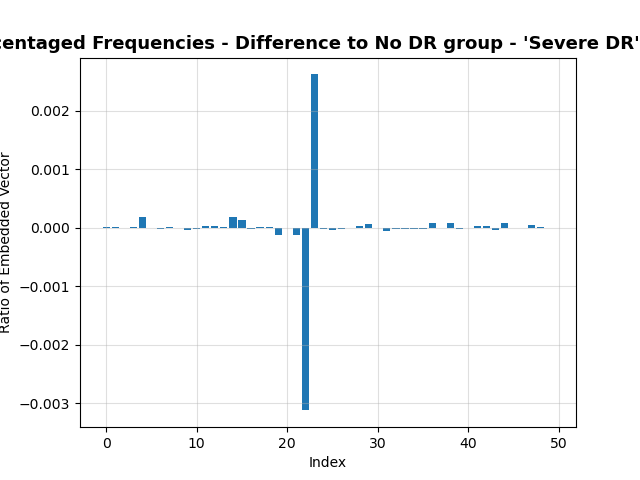 centaged Frequencies - Difference to No DR group - 'Severe DR'
Ratio of Embedded Vector
0.002
0.001
0.000
−0.001
−0.002
−0.003
0 10 20 30 40 50
Index